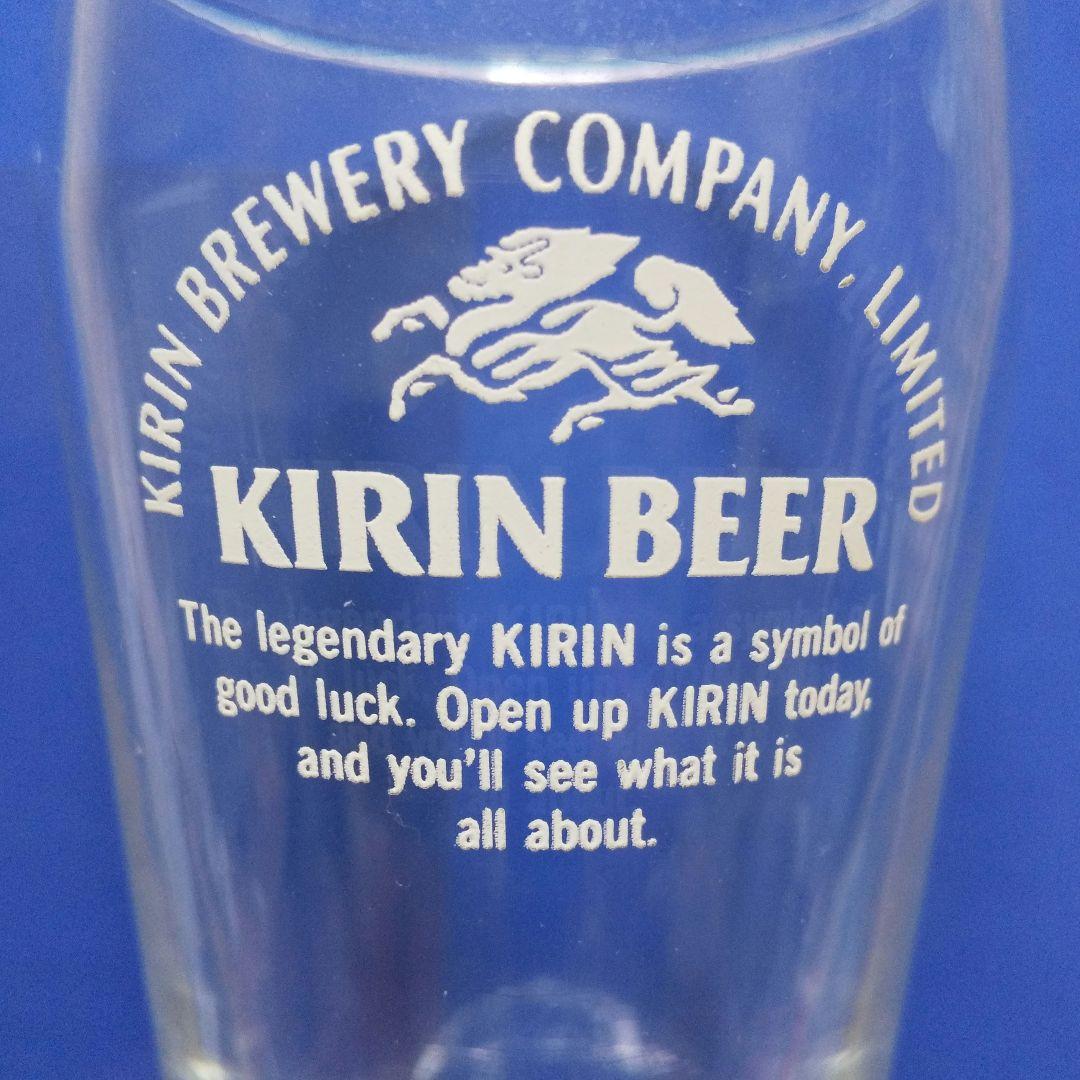 KIRIN BREWERY COMPANY, LIMITED
KIRIN BEER
The legendary KIRIN is a symbol of
good luck. Open up KIRIN today,
and you'll see what it is
all about.